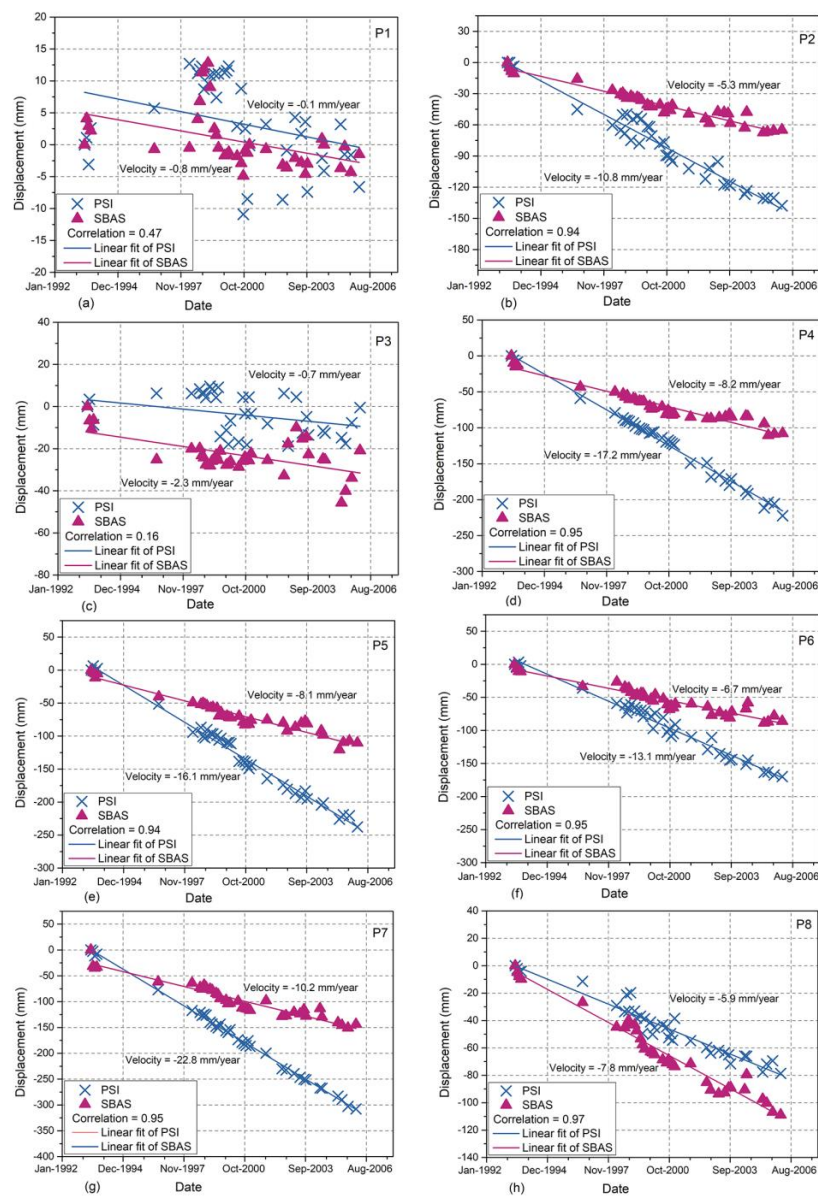 P1
20
15
10
5
0
-5
-10
-15
-20
Displacement (mm)
Velocity = -0.1 mm/year
Velocity = -0.8 mm/year
PSI
SBAS
Correlation = 0.47
Linear fit of PSI
Linear fit of SBAS
Jan-1992 Dec-1994 Nov-1997 Oct-2000 Sep-2003 Aug-2006
(a) Date
P2
30
0
-30
-60
-90
-120
-150
-180
Displacement (mm)
Velocity = -5.3 mm/year
Velocity = -10.8 mm/year
PSI
SBAS
Correlation = 0.94
Linear fit of PSI
Linear fit of SBAS
Jan-1992 Dec-1994 Nov-1997 Oct-2000 Sep-2003 Aug-2006
(b) Date
P3
40
20
0
-20
-40
-60
-80
Displacement (mm)
Velocity = -0.7 mm/year
Velocity = -2.3 mm/year
PSI
SBAS
Correlation = 0.16
Linear fit of PSI
Linear fit of SBAS
Jan-1992 Dec-1994 Nov-1997 Oct-2000 Sep-2003 Aug-2006
(c) Date
P4
50
0
-50
-100
-150
-200
-250
-300
Displacement (mm)
Velocity = -8.2 mm/year
Velocity = -17.2 mm/year
PSI
SBAS
Correlation = 0.95
Linear fit of PSI
Linear fit of SBAS
Jan-1992 Dec-1994 Nov-1997 Oct-2000 Sep-2003 Aug-2006
(d) Date
P5
50
0
-50
-100
-150
-200
-250
-300
Displacement (mm)
Velocity = -8.1 mm/year
Velocity = -16.1 mm/year
PSI
SBAS
Correlation = 0.94
Linear fit of PSI
Linear fit of SBAS
Jan-1992 Dec-1994 Nov-1997 Oct-2000 Sep-2003 Aug-2006
(e) Date
P6
50
0
-50
-100
-150
-200
-250
-300
Displacement (mm)
Velocity = -6.7 mm/year
Velocity = -13.1 mm/year
PSI
SBAS
Correlation = 0.95
Linear fit of PSI
Linear fit of SBAS
Jan-1992 Dec-1994 Nov-1997 Oct-2000 Sep-2003 Aug-2006
(f) Date
P7
50
0
-50
-100
-150
-200
-250
-300
-350
-400
Displacement (mm)
Velocity = -10.2 mm/year
Velocity = -22.8 mm/year
PSI
SBAS
Correlation = 0.95
Linear fit of PSI
Linear fit of SBAS
Jan-1992 Dec-1994 Nov-1997 Oct-2000 Sep-2003 Aug-2006
(g) Date
P8
40
20
0
-20
-40
-60
-80
-100
-120
-140
Displacement (mm)
Velocity = -5.9 mm/year
Velocity = -7.8 mm/year
PSI
SBAS
Correlation = 0.97
Linear fit of PSI
Linear fit of SBAS
Jan-1992 Dec-1994 Nov-1997 Oct-2000 Sep-2003 Aug-2006
(h) Date